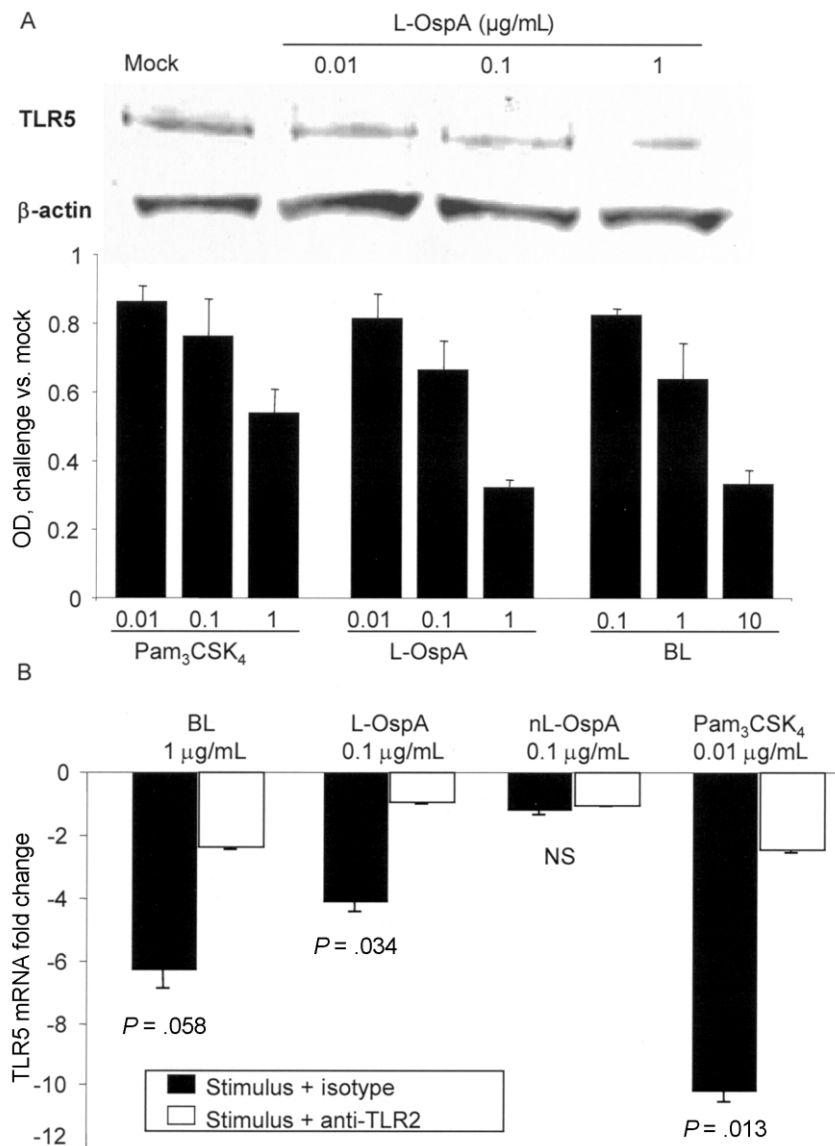 A
L-OspA (µg/mL)
Mock 0.01 0.1 1
TLR5
β-actin
OD, challenge vs. mock
1
0.8
0.6
0.4
0.2
0
0.01 0.1 1 0.01 0.1 1 0.1 1 10
Pam₃CSK₄ L-OspA BL
B
BL L-OspA nL-OspA Pam₃CSK₄
1 µg/mL 0.1 µg/mL 0.1 µg/mL 0.01 µg/mL
TLR5 mRNA fold change
0
-2
-4
-6
-8
-10
-12
NS
P = .034
P = .058
P = .013
Stimulus + isotype
Stimulus + anti-TLR2